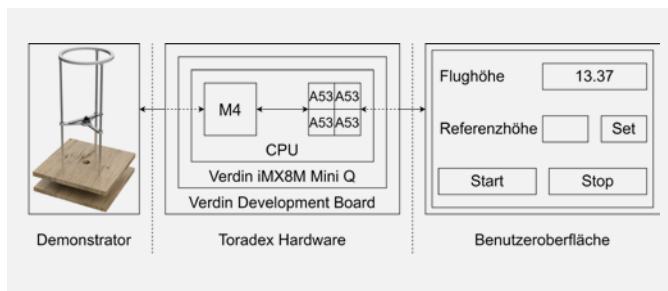 Flughöhe
13.37
M4
A53 A53
A53 A53
Referenzhöhe
Set
CPU
Verdin iMX8M Mini Q
Start
Stop
Verdin Development Board
Demonstrator
Toradex Hardware
Benutzeroberfläche